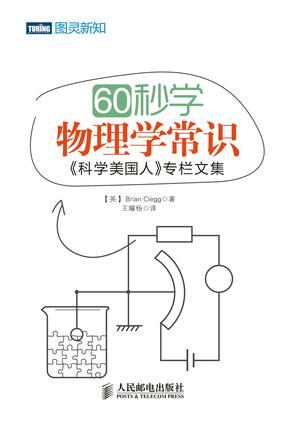 TURING 图灵新知
60秒学
物理学常识
《科学美国人》专栏文集
【英】Brian Clegg◎著
王耀杨◎译
人民邮电出版社
POSTS & TELECOM PRESS